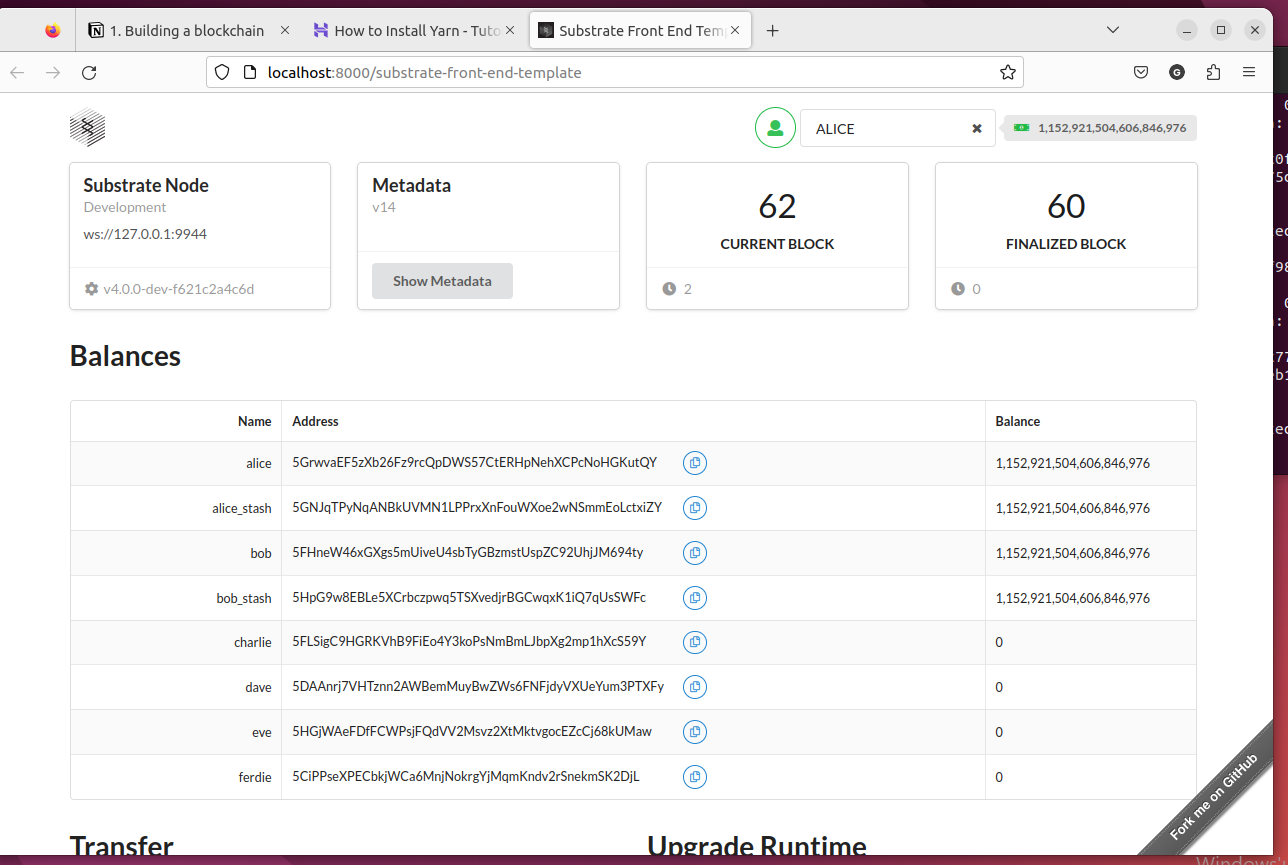 1. Building a blockchain
How to Install Yarn - Tuto
Substrate Front End Temp
localhost:8000/substrate-front-end-template
G
ALICE
1,152,921,504,606,846,976
Substrate Node
Development
ws://127.0.0.1:9944
v4.0.0-dev-f621c2a4c6d
Metadata
v14
Show Metadata
62
CURRENT BLOCK
2
60
FINALIZED BLOCK
0
Balances
Name Address Balance
alice 5GrwvaEF5zXb26Fz9rcQpDWS57CtERHpNehXCPcNoHGKutQY 1,152,921,504,606,846,976
alice_stash 5GNJqTPyNqANBkUVMN1LPPrxXnFouWXoe2wNSmmEoLctxiZY 1,152,921,504,606,846,976
bob 5FHneW46xGXgs5mUiveU4sbTyGBzmstUspZC92UhjJM694ty 1,152,921,504,606,846,976
bob_stash 5HpG9w8EBLe5XCrbczpwq5TSXvedjrBGCwqxK1iQ7qUsSWFc 1,152,921,504,606,846,976
charlie 5FLSigC9HGRKVhB9FiEo4Y3koPsNmBmLJbpXg2mp1hXcS59Y 0
dave 5DAAnrj7VHTznn2AWBemMuyBwZWs6FNFjdyVXUeYum3PTXFy 0
eve 5HGjWAeFDfFCWPsjFQdVV2Msvz2XtMktvgocEZcCj68kUMaw 0
ferdie 5CiPPseXPECbkjWCa6MnjNokrgYjMqmKndv2rSnekmSK2DjL 0
Fork me on GitHub
Transfer
Upgrade Runtime